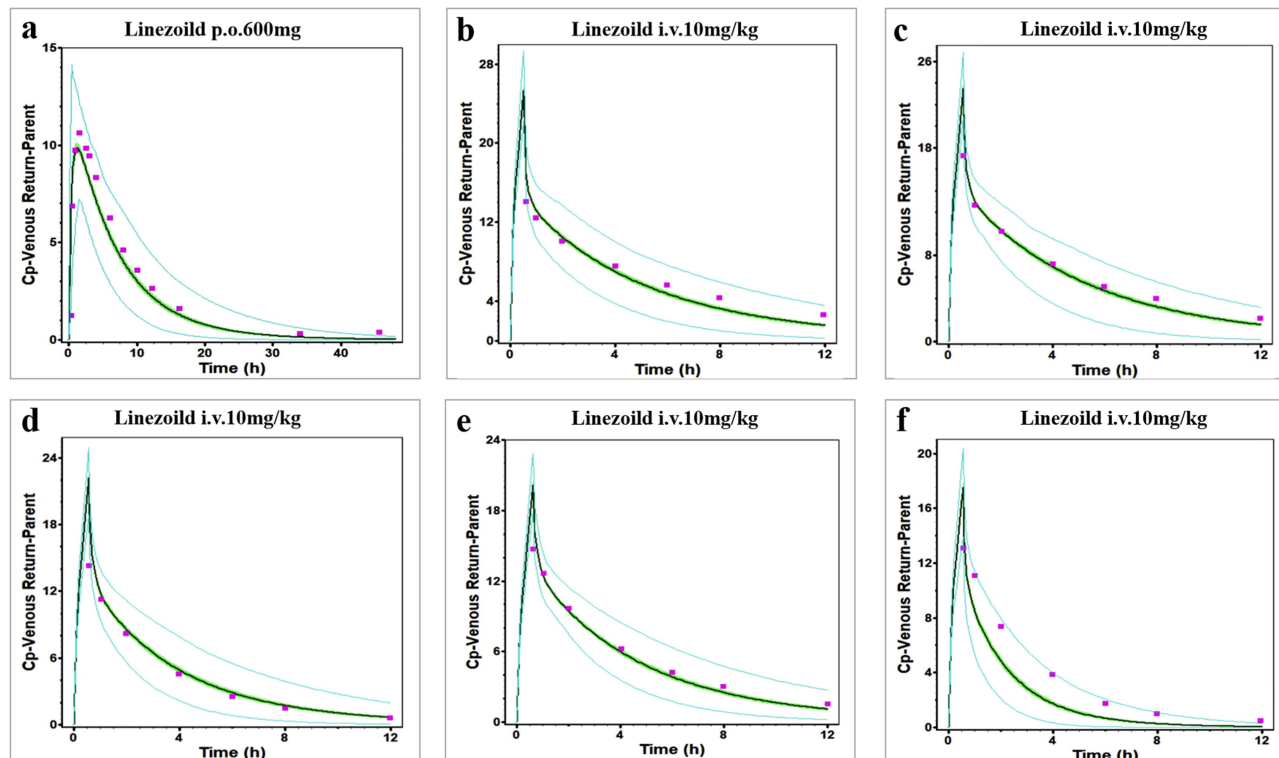 a
Linezoild p.o.600mg
15
10
5
0
0 10 20 30 40
Time (h)
Cp-Venous Return-Parent
b
Linezoild i.v.10mg/kg
28
20
12
4
0
0 4 8 12
Time (h)
Cp-Venous Return-Parent
c
Linezoild i.v.10mg/kg
26
18
8
0
0 4 8 12
Time (h)
Cp-Venous Return-Parent
d
Linezoild i.v.10mg/kg
24
18
12
6
0
0 4 8 12
Time (h)
Cp-Venous Return-Parent
e
Linezoild i.v.10mg/kg
24
18
12
6
0
0 4 8 12
Time (h)
Cp-Venous Return-Parent
f
Linezoild i.v.10mg/kg
20
16
12
8
4
0
0 4 8 12
Time (h)
Cp-Venous Return-Parent